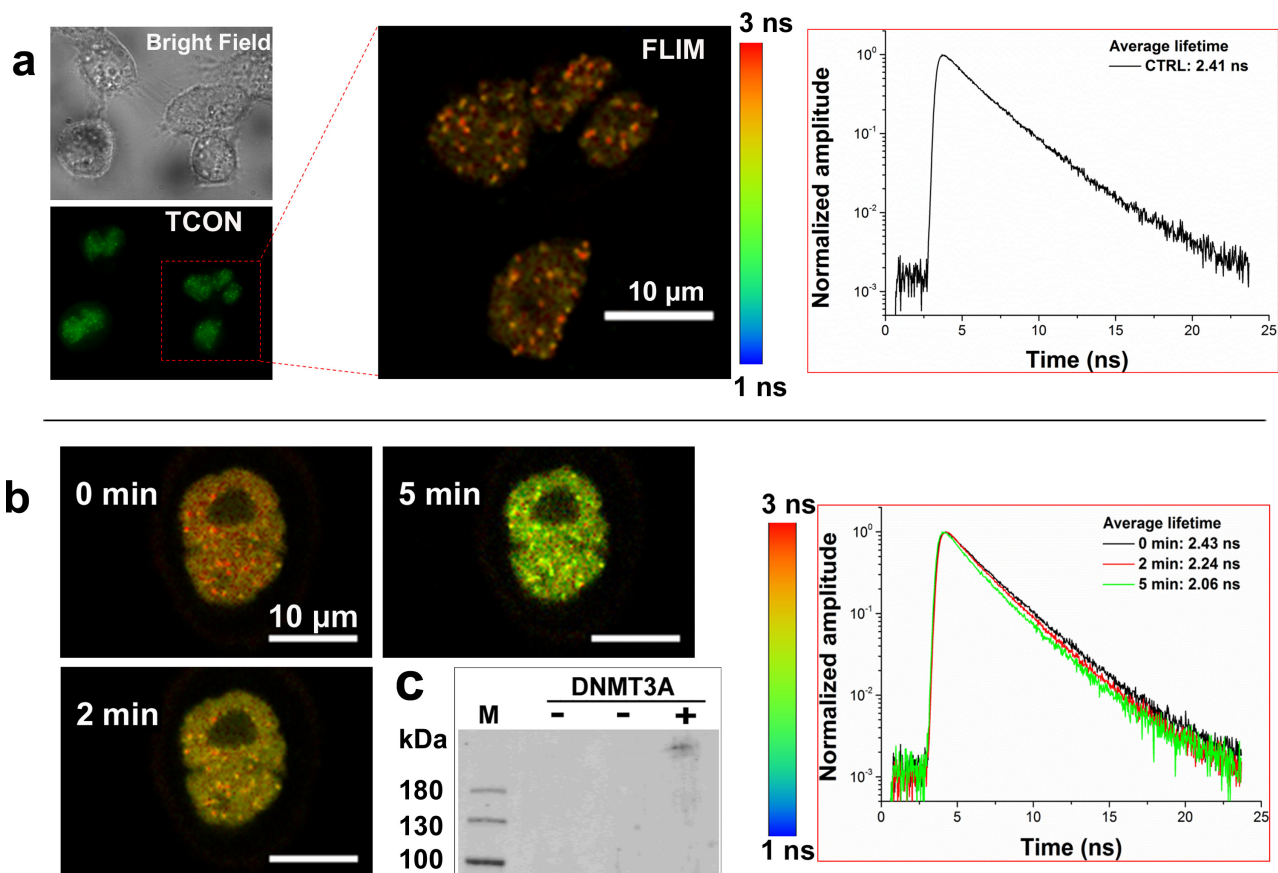 a
Bright Field
TCON
FLIM
10 µm
3 ns
1 ns
Normalized amplitude
10⁰
10⁻¹
10⁻²
10⁻³
Average lifetime
CTRL: 2.41 ns
0 5 10 15 20 25
Time (ns)
b
0 min
10 µm
5 min
2 min
c
DNMT3A
M - - +
kDa
180
130
100
3 ns
1 ns
Normalized amplitude
10⁰
10⁻¹
10⁻²
10⁻³
Average lifetime
0 min: 2.43 ns
2 min: 2.24 ns
5 min: 2.06 ns
0 5 10 15 20 25
Time (ns)